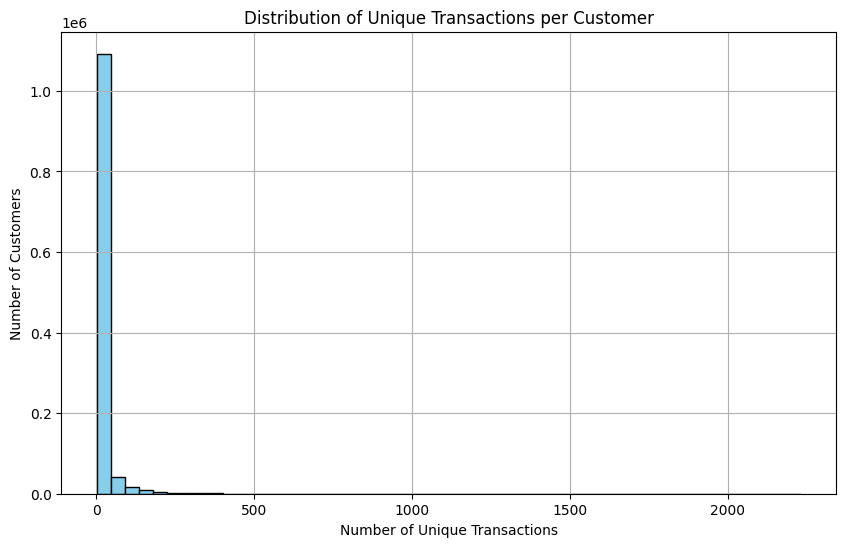 Distribution of Unique Transactions per Customer
1e6
1.0
0.8
0.6
0.4
0.2
0.0
Number of Customers
0 500 1000 1500 2000
Number of Unique Transactions